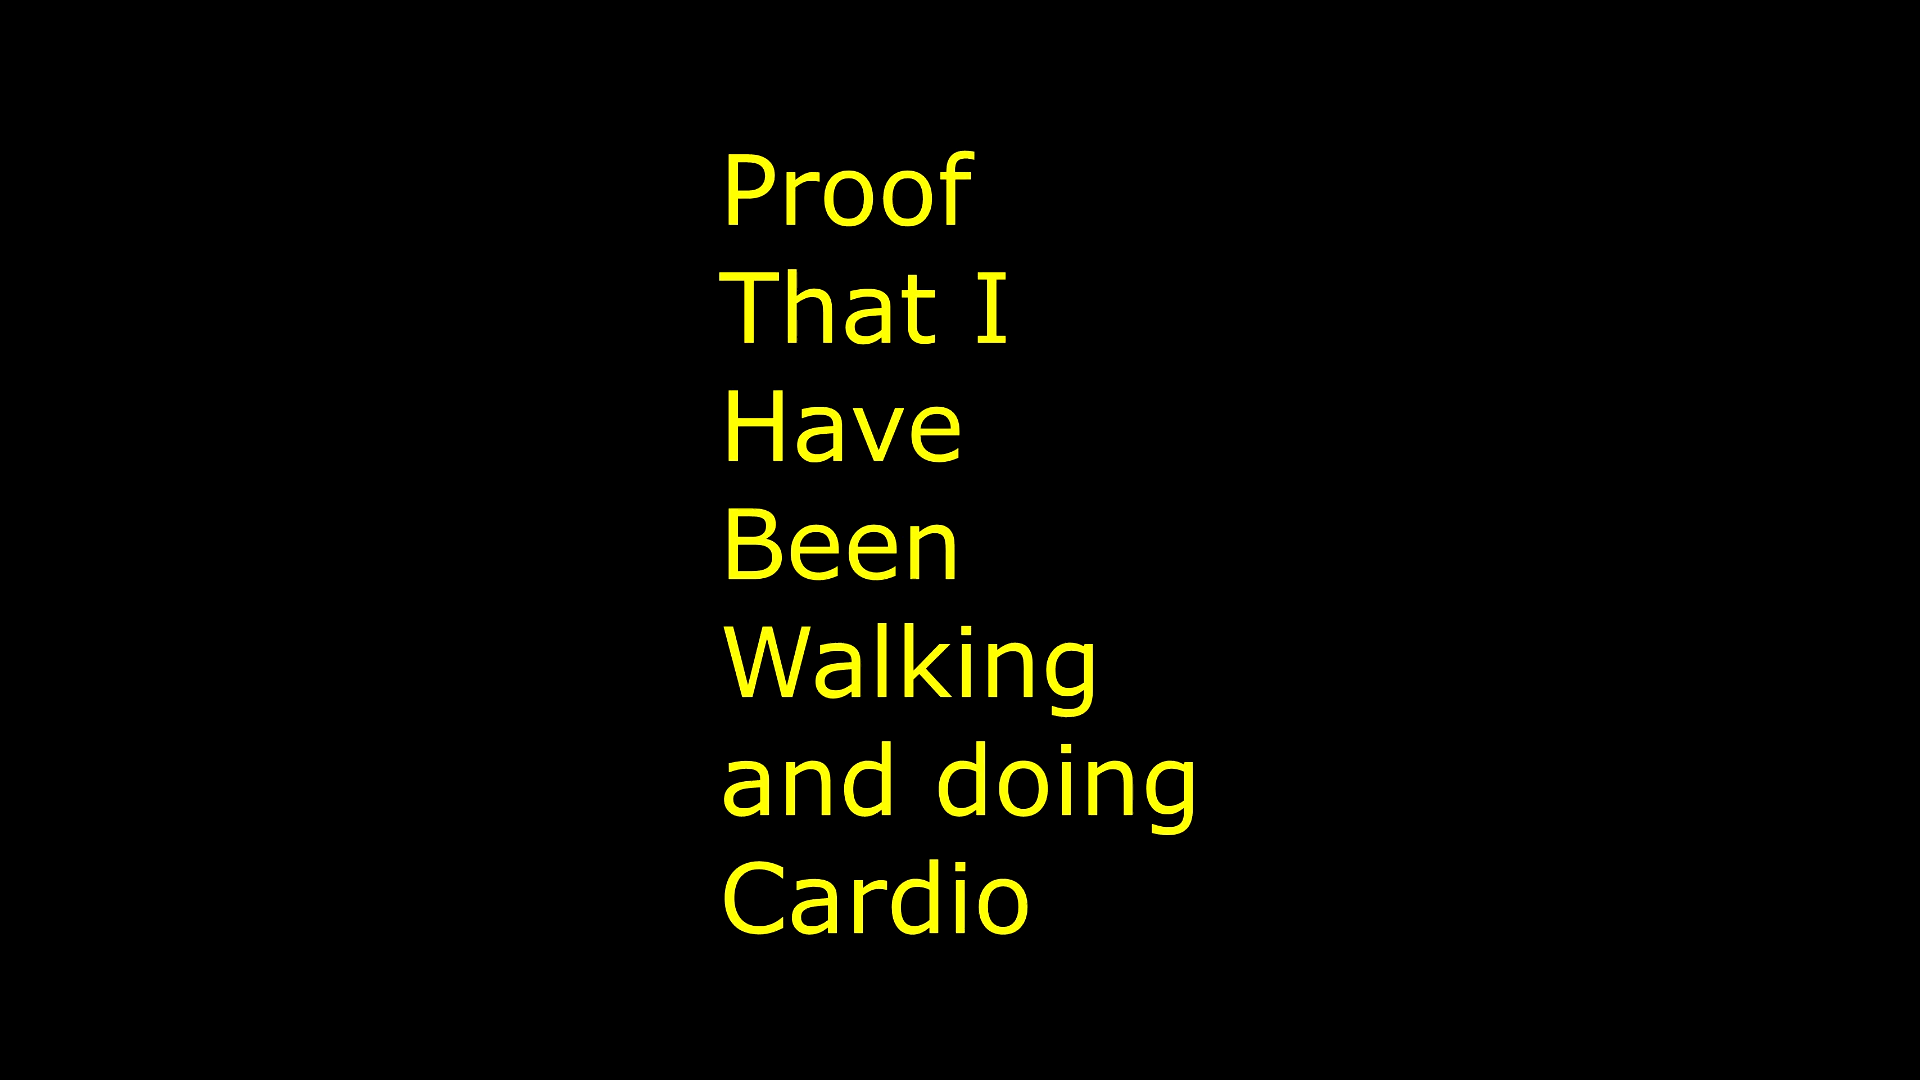 Proof
That I
Have
Been
Walking
and doing
Cardio